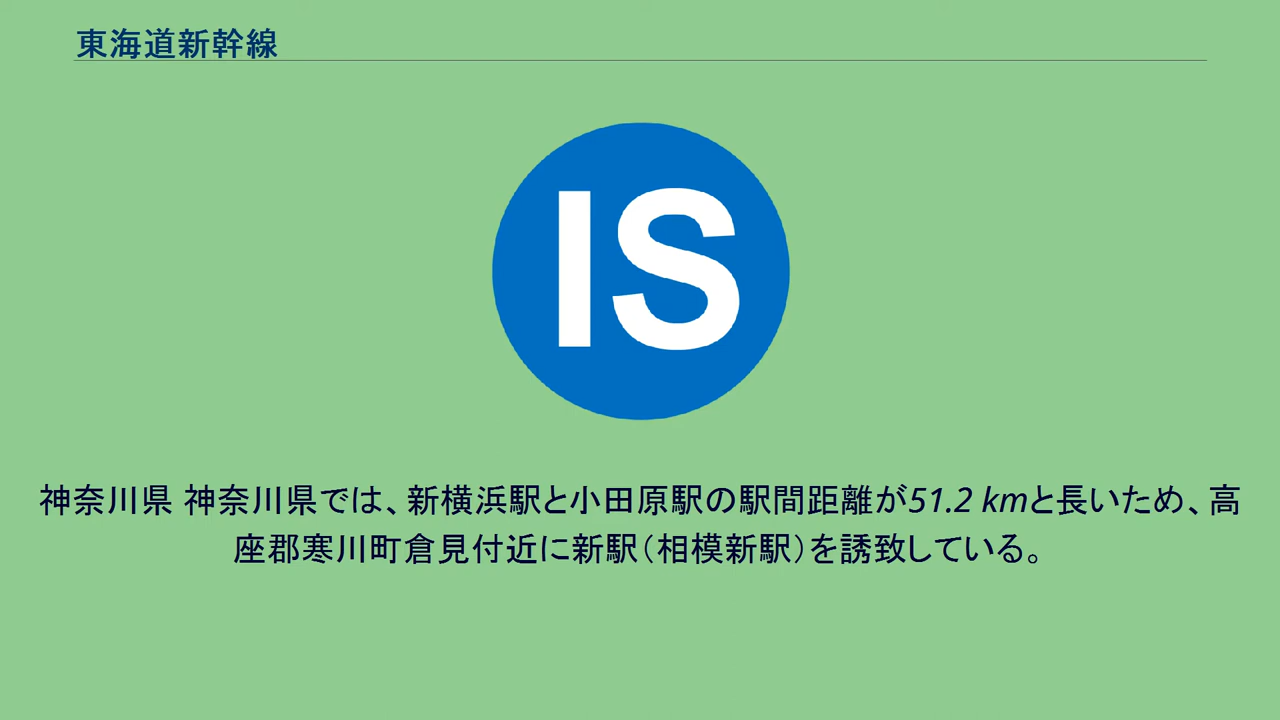 東海道新幹線
IS
神奈川県 神奈川県では、新横浜駅と小田原駅の駅間距離が51.2 kmと長いため、高
座郡寒川町倉見付近に新駅（相模新駅）を誘致している。